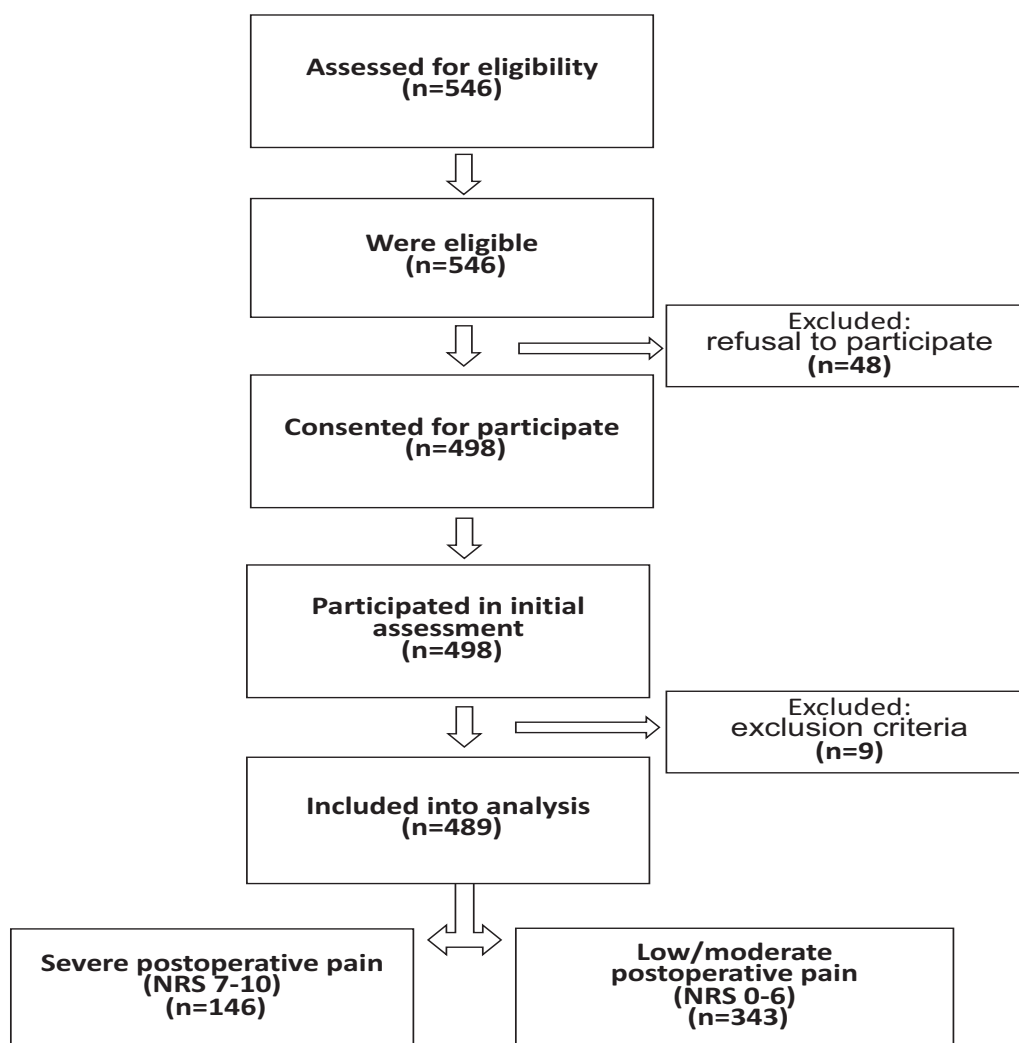 Assessed for eligibility
(n=546)
Were eligible
(n=546)
Excluded:
refusal to participate
(n=48)
Consented for participate
(n=498)
Participated in initial
assessment
(n=498)
Excluded:
exclusion criteria
(n=9)
Included into analysis
(n=489)
Severe postoperative pain
(NRS 7-10)
(n=146)
Low/moderate
postoperative pain
(NRS 0-6)
(n=343)